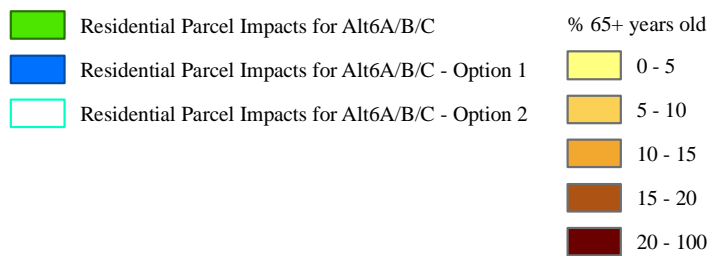 Residential Parcel Impacts for Alt6A/B/C
Residential Parcel Impacts for Alt6A/B/C - Option 1
Residential Parcel Impacts for Alt6A/B/C - Option 2
% 65+ years old
0 - 5
5 - 10
10 - 15
15 - 20
20 - 100